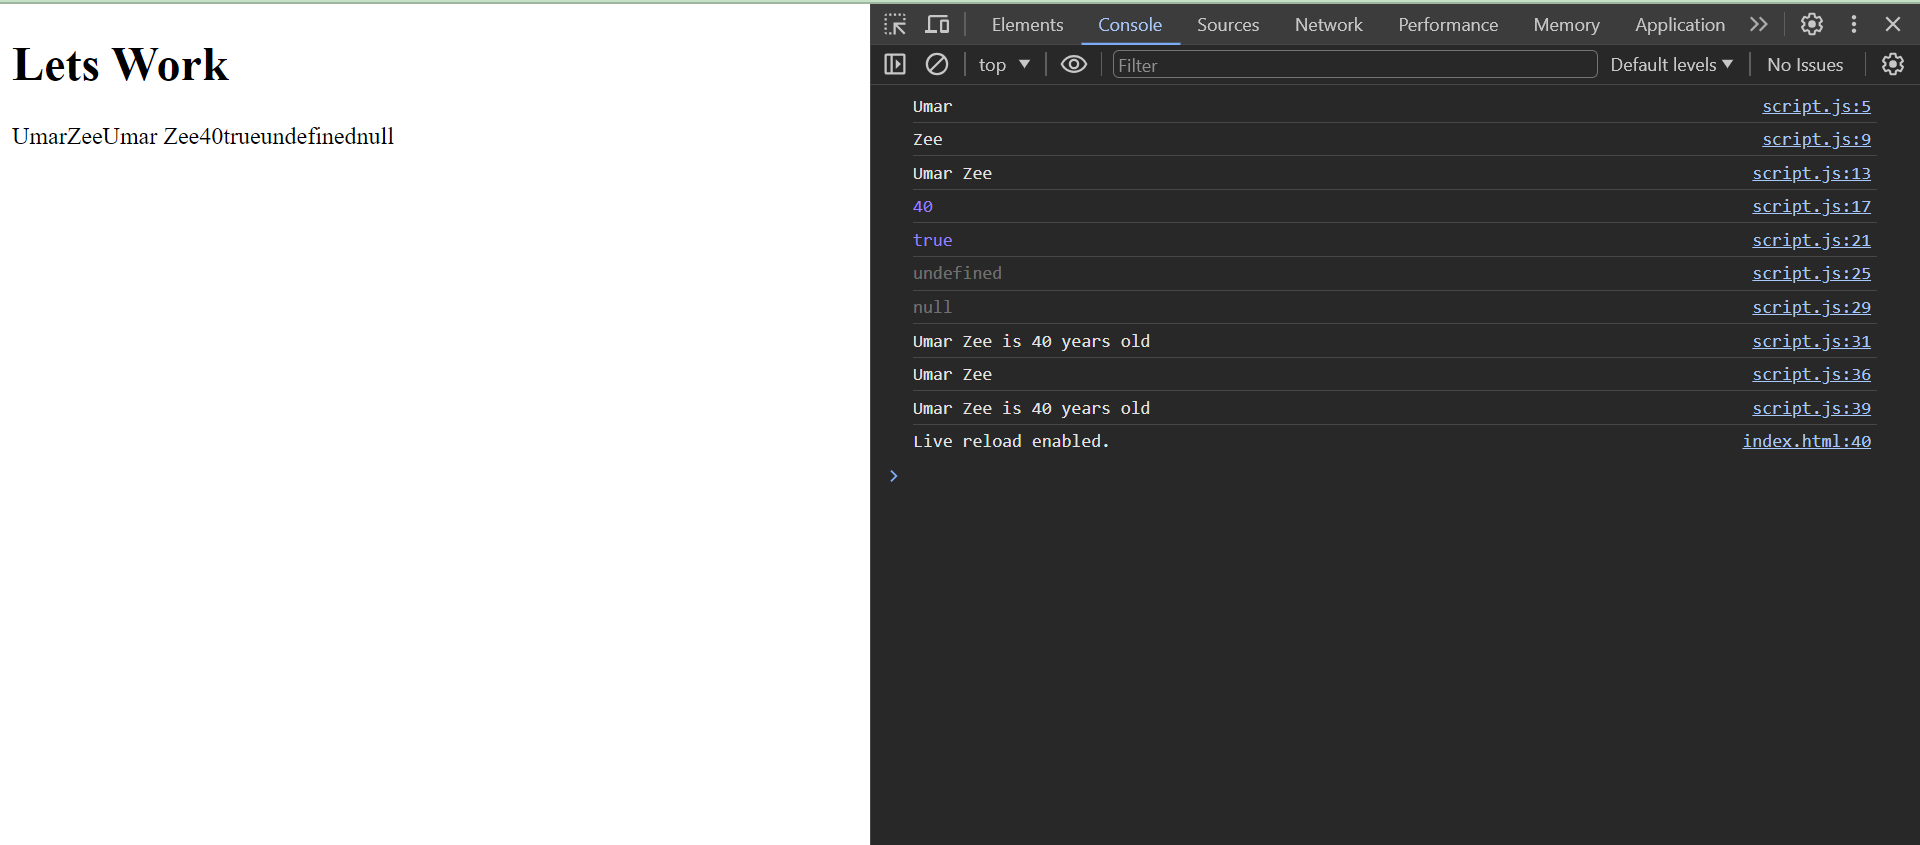 Lets Work
UmarZeeUmar Zee40trueundefinednull
Elements Console Sources Network Performance Memory Application
top Filter Default levels No Issues
Umar script.js:5
Zee script.js:9
Umar Zee script.js:13
40 script.js:17
true script.js:21
undefined script.js:25
null script.js:29
Umar Zee is 40 years old script.js:31
Umar Zee script.js:36
Umar Zee is 40 years old script.js:39
Live reload enabled. index.html:40